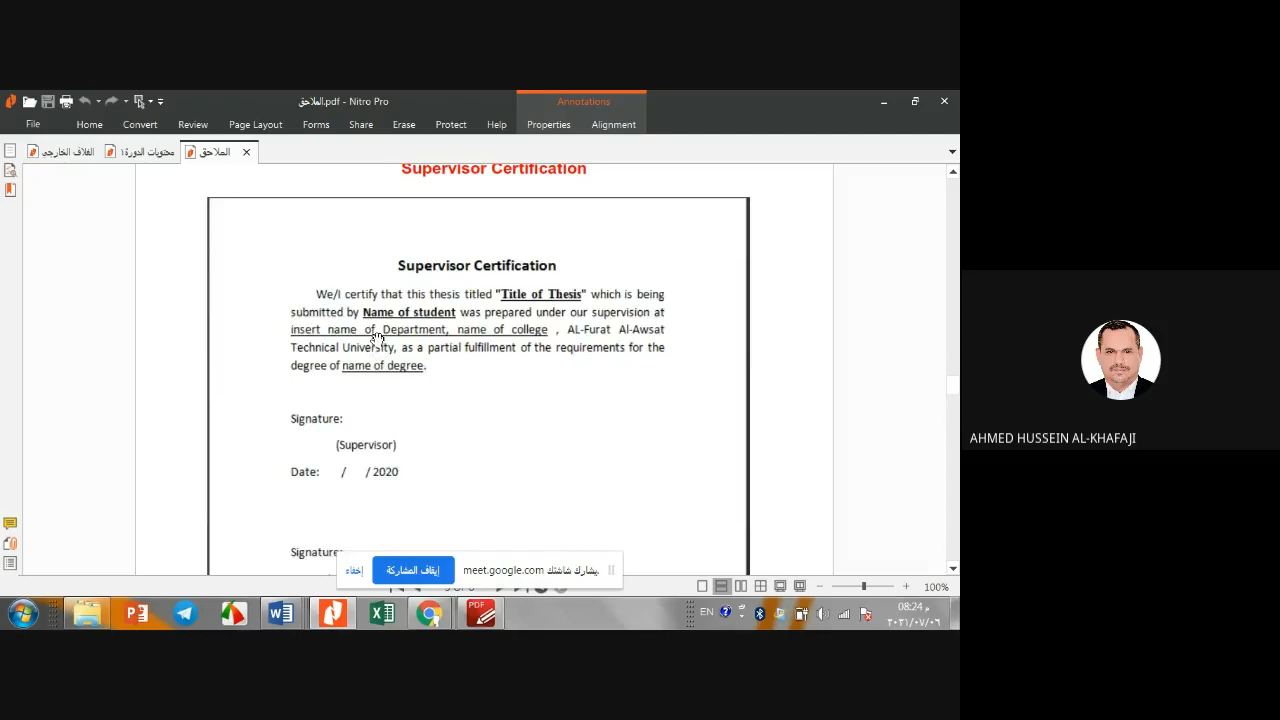 الملاحق.pdf - Nitro Pro
Annotations
File Home Convert Review Page Layout Forms Share Erase Protect Help Properties Alignment
الغلاف الخارجي محتويات الدورة١ الملاحق
Supervisor Certification
Supervisor Certification
We/I certify that this thesis titled "Title of Thesis" which is being
submitted by Name of student was prepared under our supervision at
insert name of Department, name of college , AL-Furat Al-Awsat
Technical University, as a partial fulfillment of the requirements for the
degree of name of degree.
Signature:
(Supervisor)
Date: / / 2020
Signature:
إخفاء
إيقاف المشاركة
meet.google.com يشارك شاشتك.
100%
PDF
EN
08:24 م
٢٠٢١/٠٧/٠٦
AHMED HUSSEIN AL-KHAFAJI